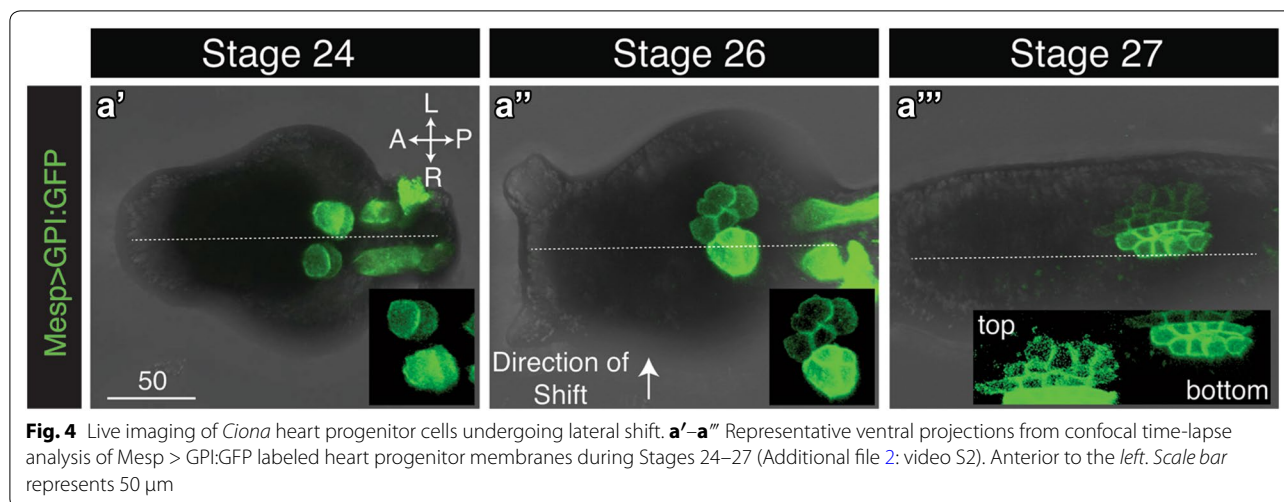 Stage 24
Stage 26
Stage 27
Mesp>GPI:GFP
a'
L
A
P
R
50
a''
Direction of
Shift
a'''
top
bottom
Fig. 4 Live imaging of Ciona heart progenitor cells undergoing lateral shift. a′–a‴ Representative ventral projections from confocal time-lapse
analysis of Mesp > GPI:GFP labeled heart progenitor membranes during Stages 24–27 (Additional file 2: video S2). Anterior to the left. Scale bar
represents 50 µm